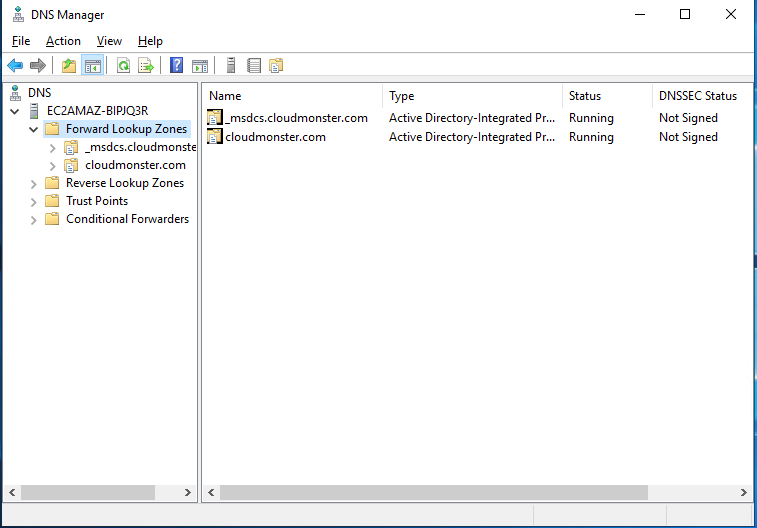 DNS Manager
File Action View Help
DNS
EC2AMAZ-BIPJQ3R
Forward Lookup Zones
_msdcs.cloudmonste
cloudmonster.com
Reverse Lookup Zones
Trust Points
Conditional Forwarders
Name Type Status DNSSEC Status
_msdcs.cloudmonster.com Active Directory-Integrated Pr... Running Not Signed
cloudmonster.com Active Directory-Integrated Pr... Running Not Signed